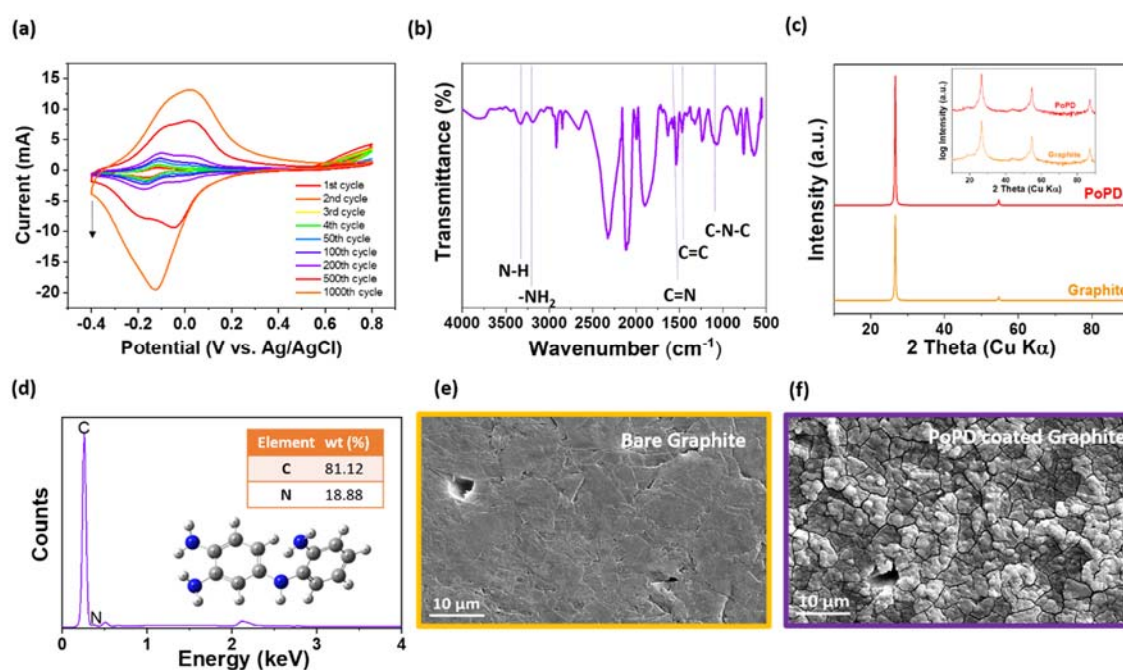 (a)
Current (mA)
15
10
5
0
-5
-10
-15
-20
-0.4 -0.2 0.0 0.2 0.4 0.6 0.8
Potential (V vs. Ag/AgCl)
1st cycle
2nd cycle
3rd cycle
4th cycle
50th cycle
100th cycle
200th cycle
500th cycle
1000th cycle
(b)
Transmittance (%)
N-H
-NH2
C=N
C=C
C-N-C
4000 3500 3000 2500 2000 1500 1000 500
Wavenumber (cm-1)
(c)
Intensity (a.u.)
log Intensity (a.u.)
PoPD
Graphite
20 40 60 80
2 Theta (Cu Kα)
PoPD
Graphite
20 40 60 80
2 Theta (Cu Kα)
(d)
Counts
C
N
Element wt (%)
C 81.12
N 18.88
0 1 2 3 4
Energy (keV)
(e)
Bare Graphite
10 µm
(f)
PoPD coated Graphite
10 µm